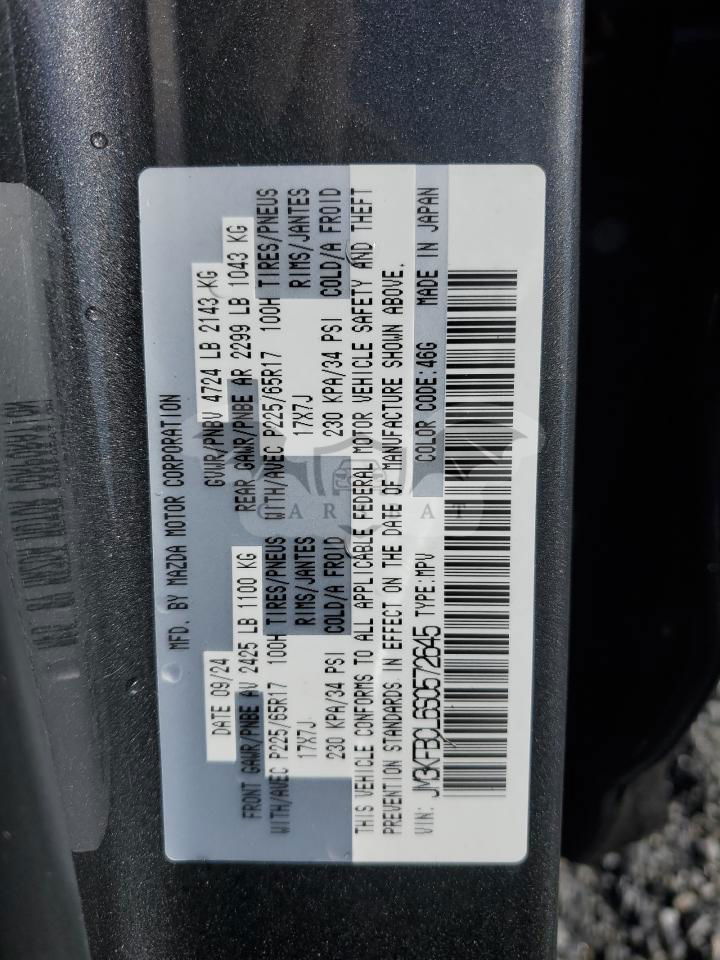 MFD. BY MAZDA MOTOR CORPORATION
DATE 09/24 GVWR/PNBV 4724 LB 2143 KG
FRONT GAWR/PNBE AV 2425 LB 1100 KG REAR GAWR/PNBE AR 2299 LB 1043 KG
WITH/AVEC P225/65R17 100H TIRES/PNEUS WITH/AVEC P225/65R17 100H TIRES/PNEUS
17X7J RIMS/JANTES 17X7J RIMS/JANTES
230 KPA/34 PSI COLD/A FROID 230 KPA/34 PSI COLD/A FROID
THIS VEHICLE CONFORMS TO ALL APPLICABLE FEDERAL MOTOR VEHICLE SAFETY AND THEFT
PREVENTION STANDARDS IN EFFECT ON THE DATE OF MANUFACTURE SHOWN ABOVE.
VIN: JM3KFBCL6S0572645 TYPE:MPV COLOR CODE:46G MADE IN JAPAN